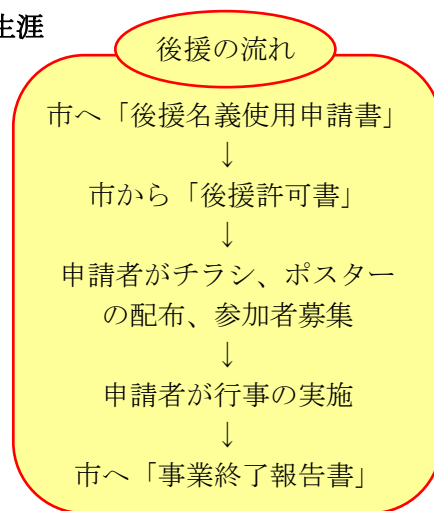 生涯
後援の流れ
市へ「後援名義使用申請書」
↓
市から「後援許可書」
↓
申請者がチラシ、ポスター
の配布、参加者募集
↓
申請者が行事の実施
↓
市へ「事業終了報告書」